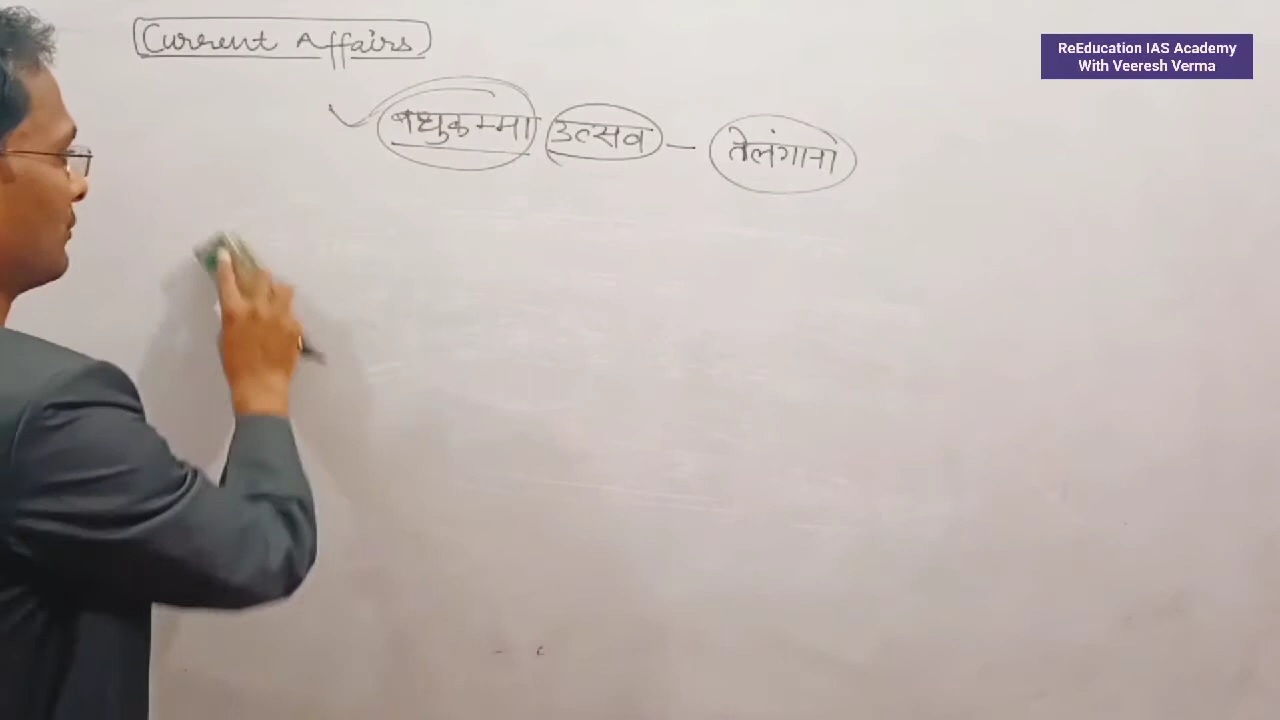 Current Affairs
ReEducation IAS Academy
With Veeresh Verma
बथुकम्मा उत्सव - तेलंगाना